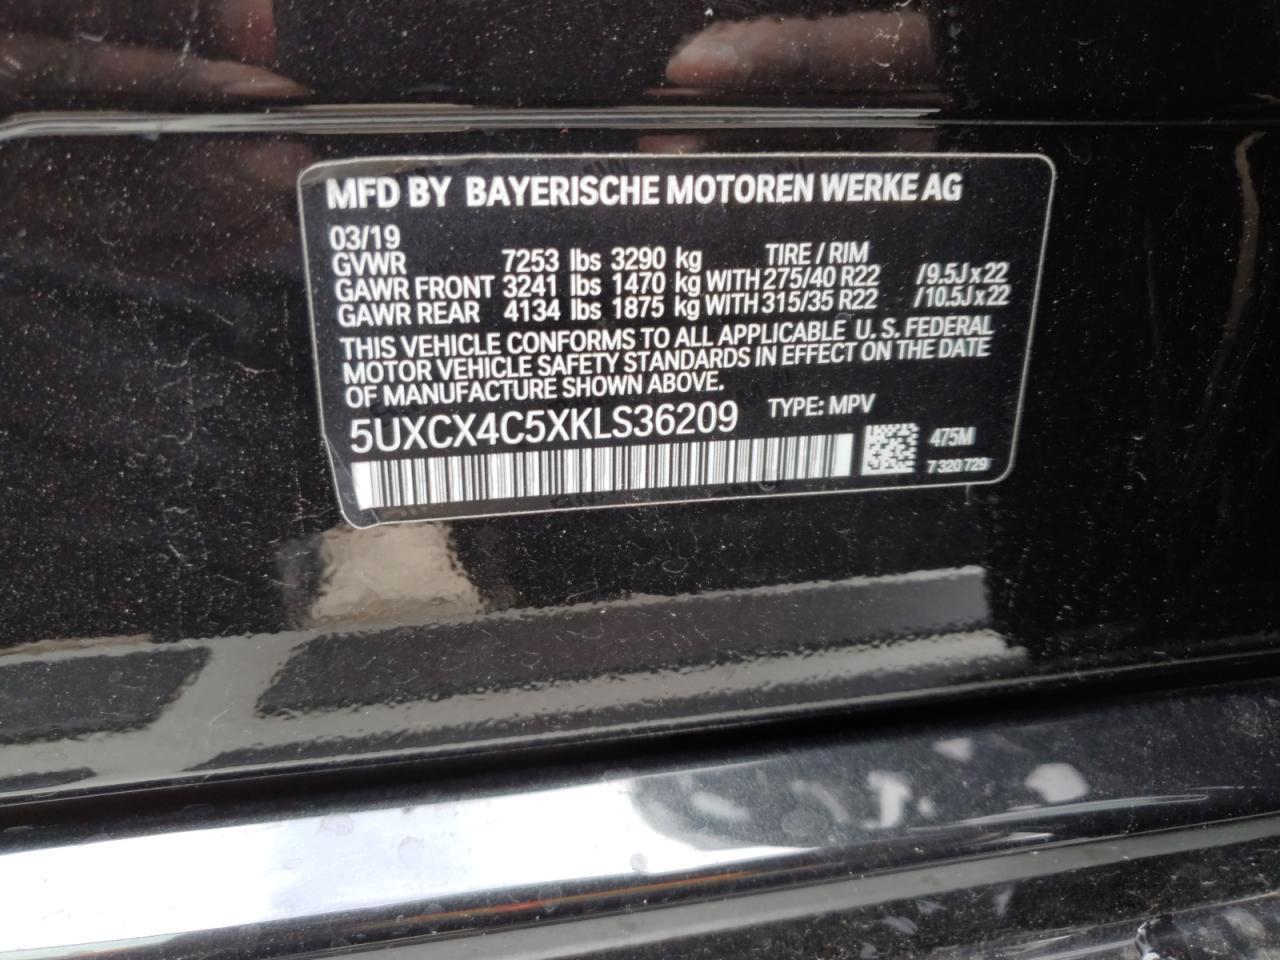 MFD BY BAYERISCHE MOTOREN WERKE AG
03/19
GVWR 7253 lbs 3290 kg TIRE / RIM
GAWR FRONT 3241 lbs 1470 kg WITH 275/40 R22 /9.5J x 22
GAWR REAR 4134 lbs 1875 kg WITH 315/35 R22 /10.5J x 22
THIS VEHICLE CONFORMS TO ALL APPLICABLE U.S. FEDERAL
MOTOR VEHICLE SAFETY STANDARDS IN EFFECT ON THE DATE
OF MANUFACTURE SHOWN ABOVE.
5UXCX4C5XKLS36209 TYPE: MPV
475M
7 320 729